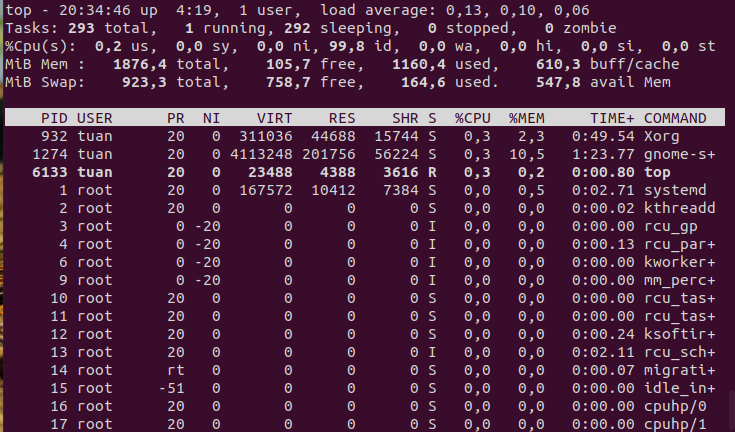 top - 20:34:46 up  4:19,  1 user,  load average: 0,13, 0,10, 0,06
Tasks: 293 total,   1 running, 292 sleeping,   0 stopped,   0 zombie
%Cpu(s):  0,2 us,  0,0 sy,  0,0 ni, 99,8 id,  0,0 wa,  0,0 hi,  0,0 si,  0,0 st
MiB Mem :   1876,4 total,    105,7 free,   1160,4 used,    610,3 buff/cache
MiB Swap:    923,3 total,    758,7 free,    164,6 used.    547,8 avail Mem
PID USER      PR  NI    VIRT    RES    SHR S  %CPU  %MEM     TIME+ COMMAND
932 tuan      20   0  311036  44688  15744 S   0,3   2,3   0:49.54 Xorg
1274 tuan      20   0 4113248 201756  56224 S   0,3  10,5   1:23.77 gnome-s+
6133 tuan      20   0   23488   4388   3616 R   0,3   0,2   0:00.80 top
1 root      20   0  167572  10412   7384 S   0,0   0,5   0:02.71 systemd
2 root      20   0       0      0      0 S   0,0   0,0   0:00.02 kthreadd
3 root       0 -20       0      0      0 I   0,0   0,0   0:00.00 rcu_gp
4 root       0 -20       0      0      0 I   0,0   0,0   0:00.13 rcu_par+
6 root       0 -20       0      0      0 I   0,0   0,0   0:00.00 kworker+
9 root       0 -20       0      0      0 I   0,0   0,0   0:00.00 mm_perc+
10 root      20   0       0      0      0 S   0,0   0,0   0:00.00 rcu_tas+
11 root      20   0       0      0      0 S   0,0   0,0   0:00.00 rcu_tas+
12 root      20   0       0      0      0 S   0,0   0,0   0:00.24 ksoftir+
13 root      20   0       0      0      0 I   0,0   0,0   0:02.11 rcu_sch+
14 root      rt   0       0      0      0 S   0,0   0,0   0:00.07 migrati+
15 root     -51   0       0      0      0 S   0,0   0,0   0:00.00 idle_in+
16 root      20   0       0      0      0 S   0,0   0,0   0:00.00 cpuhp/0
17 root      20   0       0      0      0 S   0,0   0,0   0:00.00 cpuhp/1